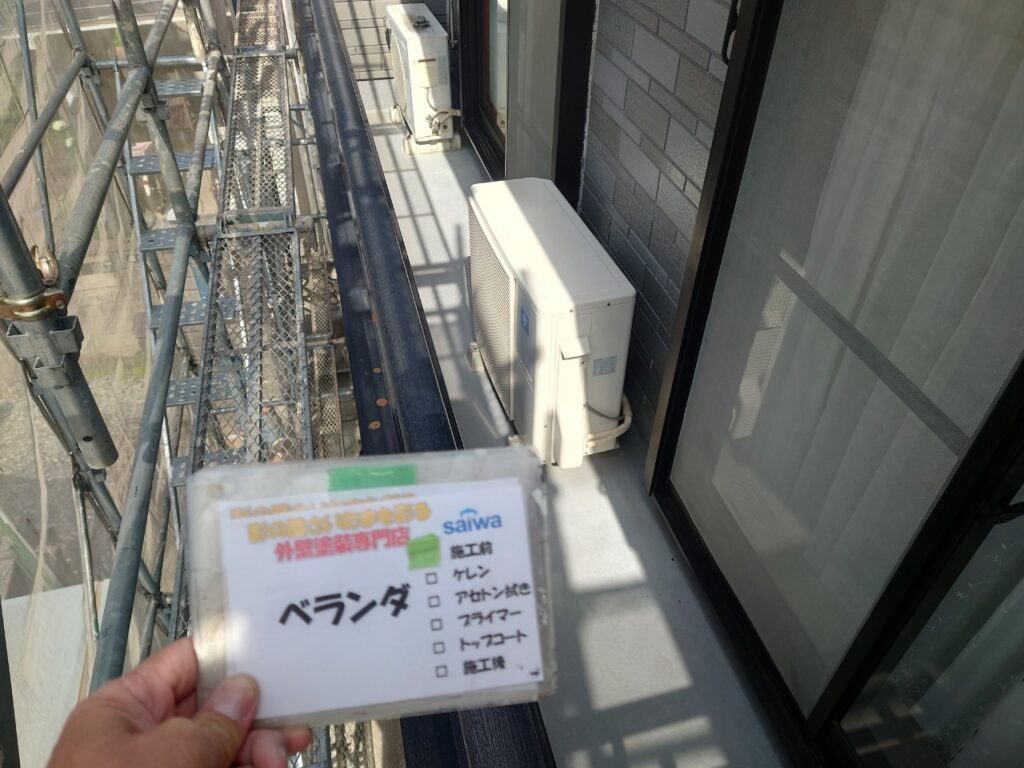 外壁塗装専門店
saiwa
ベランダ
施工前
ケレン
アセトン拭き
プライマー
トップコート
施工後